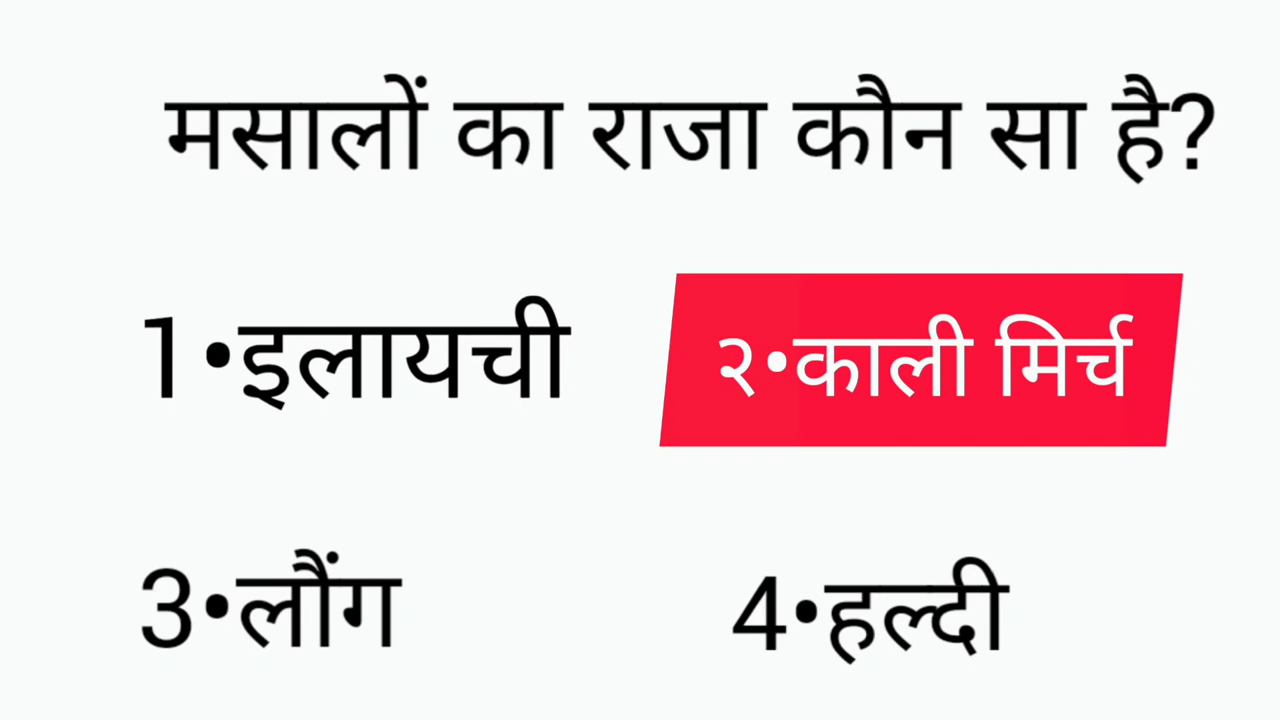 मसालों का राजा कौन सा है?
1•इलायची
२•काली मिर्च
3•लौंग
4•हल्दी